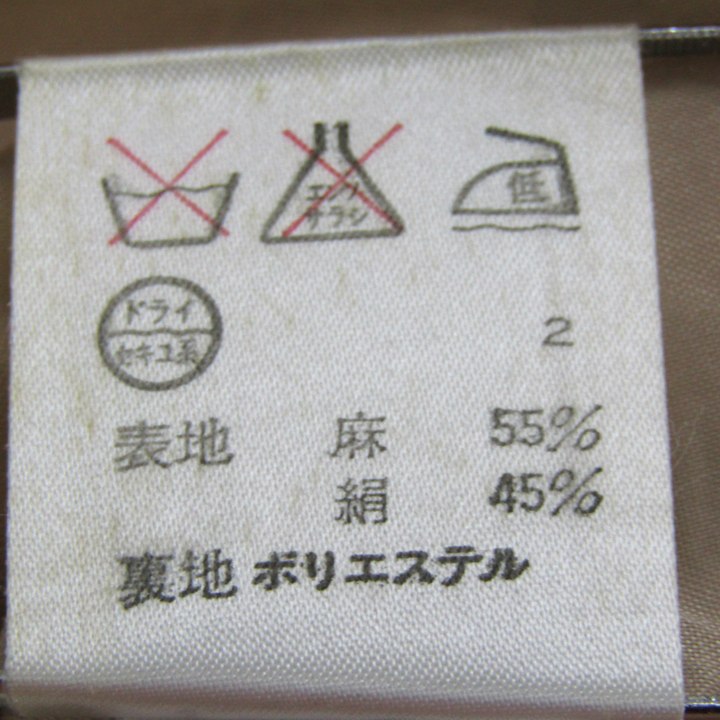 エンソ
サラシ
低
ドライ
セキユ系
2
表地 麻 55%
絹 45%
裏地 ポリエステル